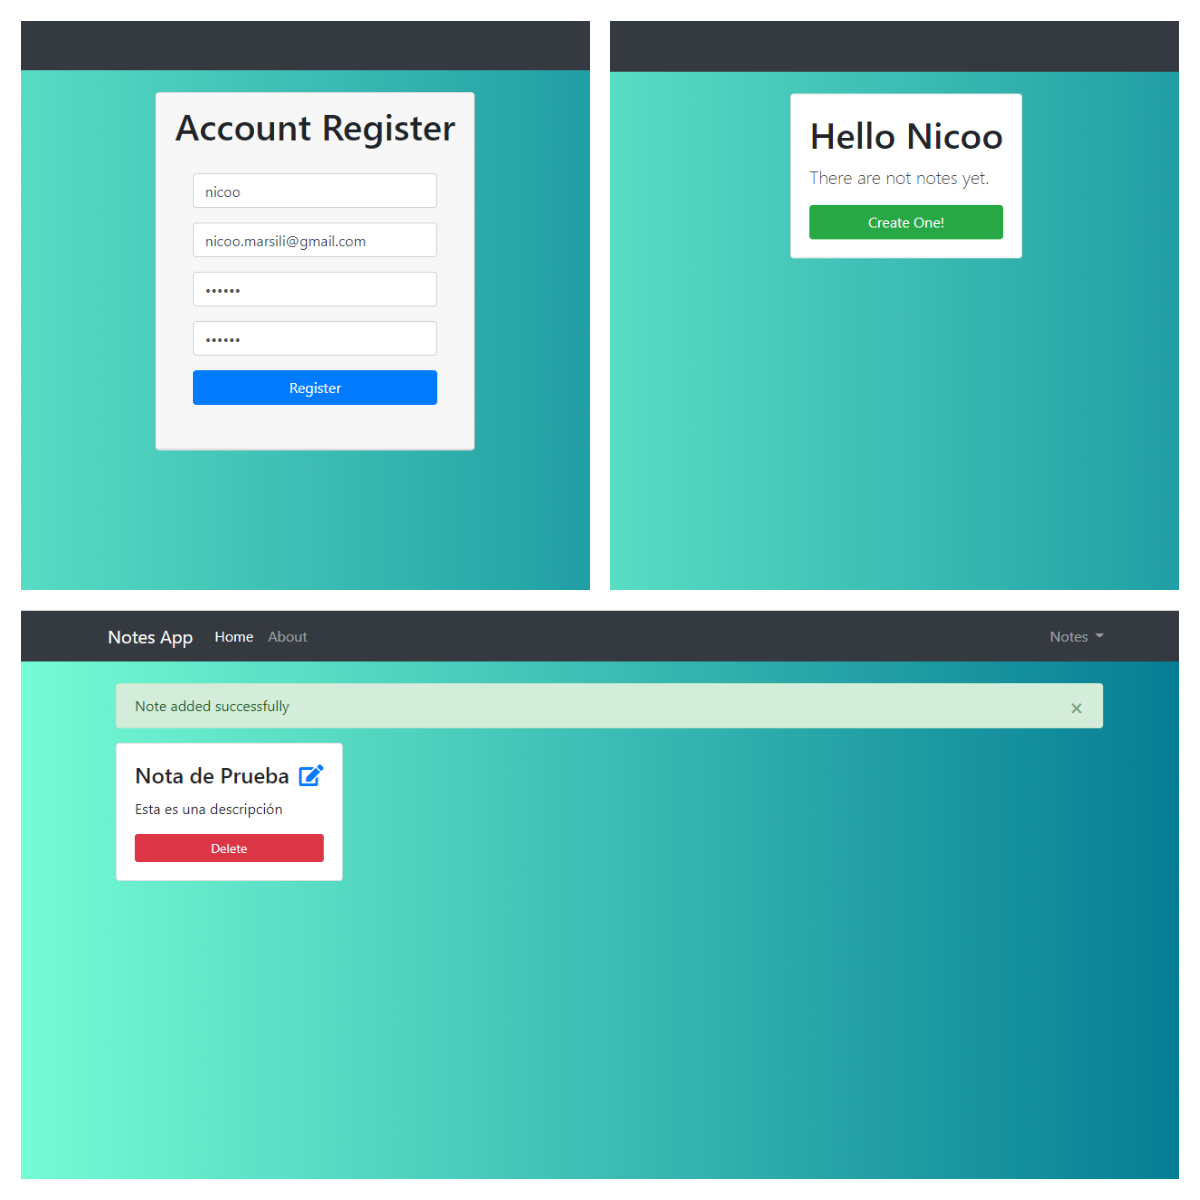 Account Register
nicoo
nicoo.marsili@gmail.com
••••••
••••••
Register
Hello Nicoo
There are not notes yet.
Create One!
Notes App Home About Notes
Note added successfully ×
Nota de Prueba
Esta es una descripción
Delete